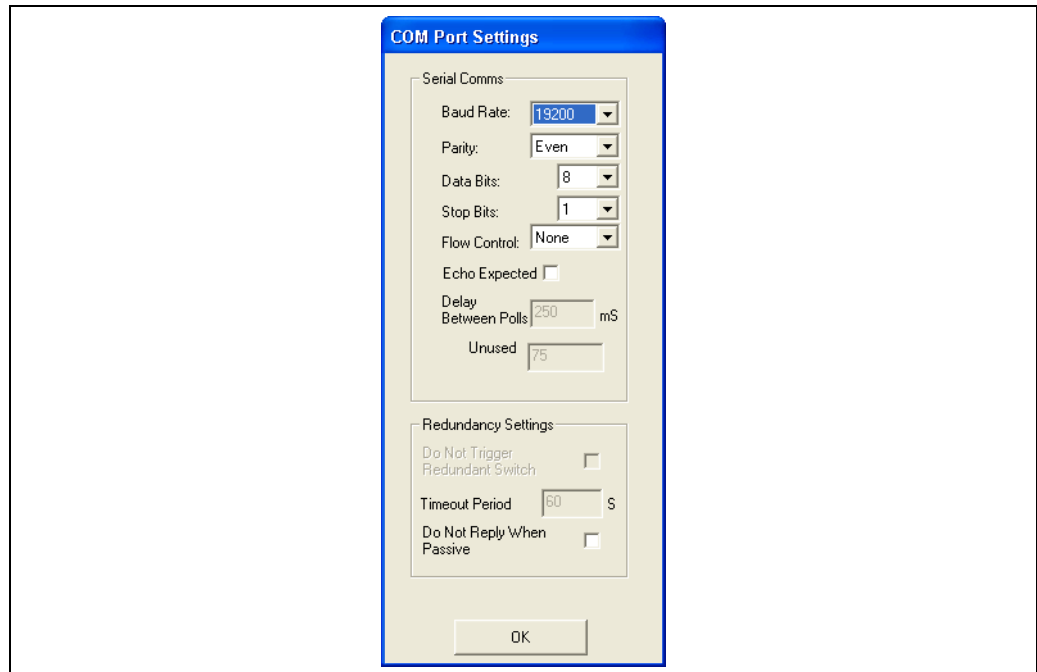 COM Port Settings
Serial Comms
Baud Rate: 19200
Parity: Even
Data Bits: 8
Stop Bits: 1
Flow Control: None
Echo Expected
Delay
Between Polls 250 mS
Unused 75
Redundancy Settings
Do Not Trigger
Redundant Switch
Timeout Period 60 S
Do Not Reply When
Passive
OK